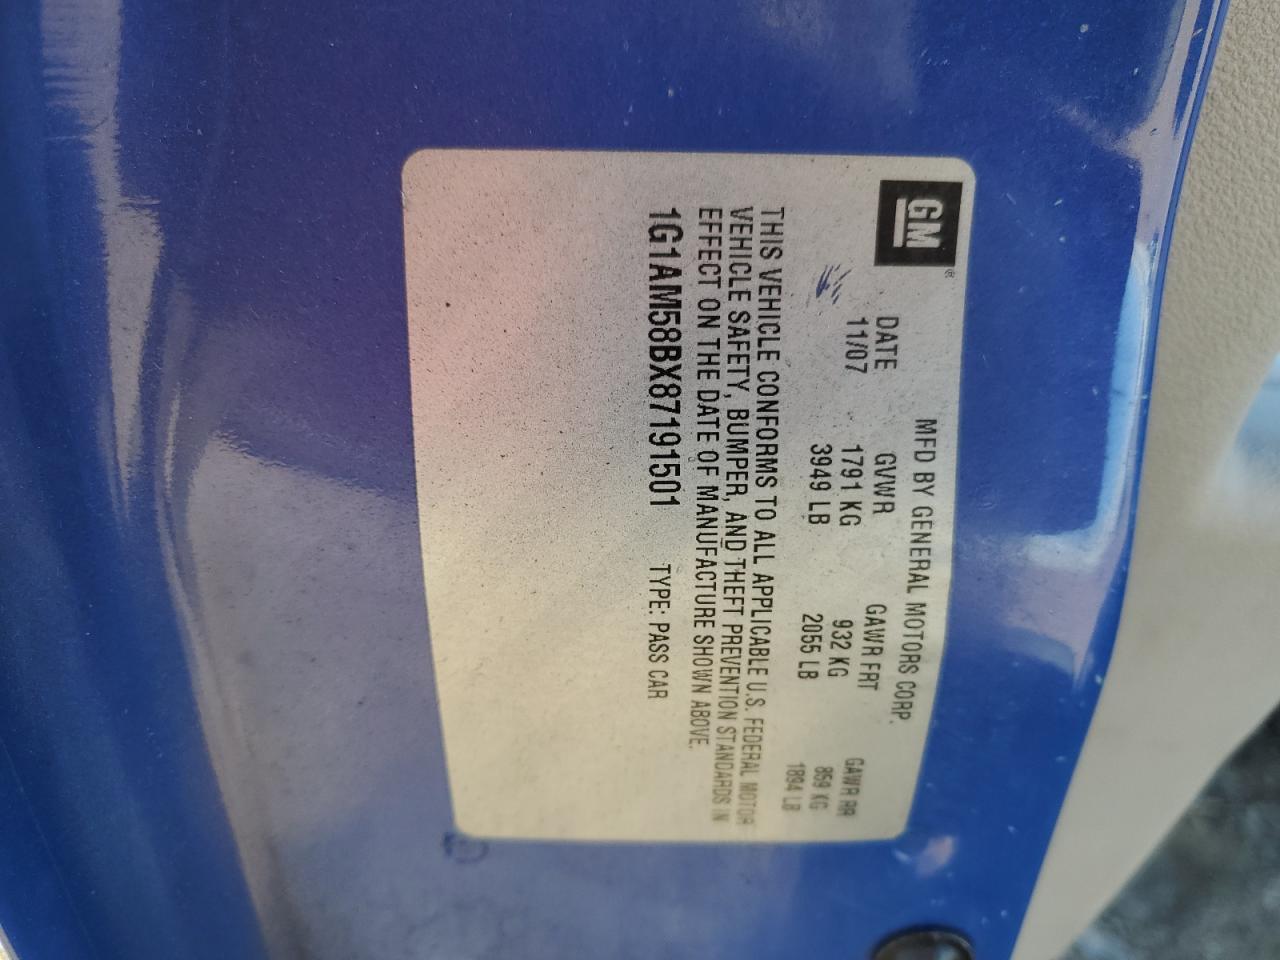 GM®
MFD BY GENERAL MOTORS CORP.
DATE GVWR GAWR FRT GAWR RR
11/07 1791 KG 932 KG 859 KG
3949 LB 2055 LB 1894 LB
THIS VEHICLE CONFORMS TO ALL APPLICABLE U.S. FEDERAL MOTOR
VEHICLE SAFETY, BUMPER, AND THEFT PREVENTION STANDARDS IN
EFFECT ON THE DATE OF MANUFACTURE SHOWN ABOVE.
1G1AM58BX87191501 TYPE: PASS CAR